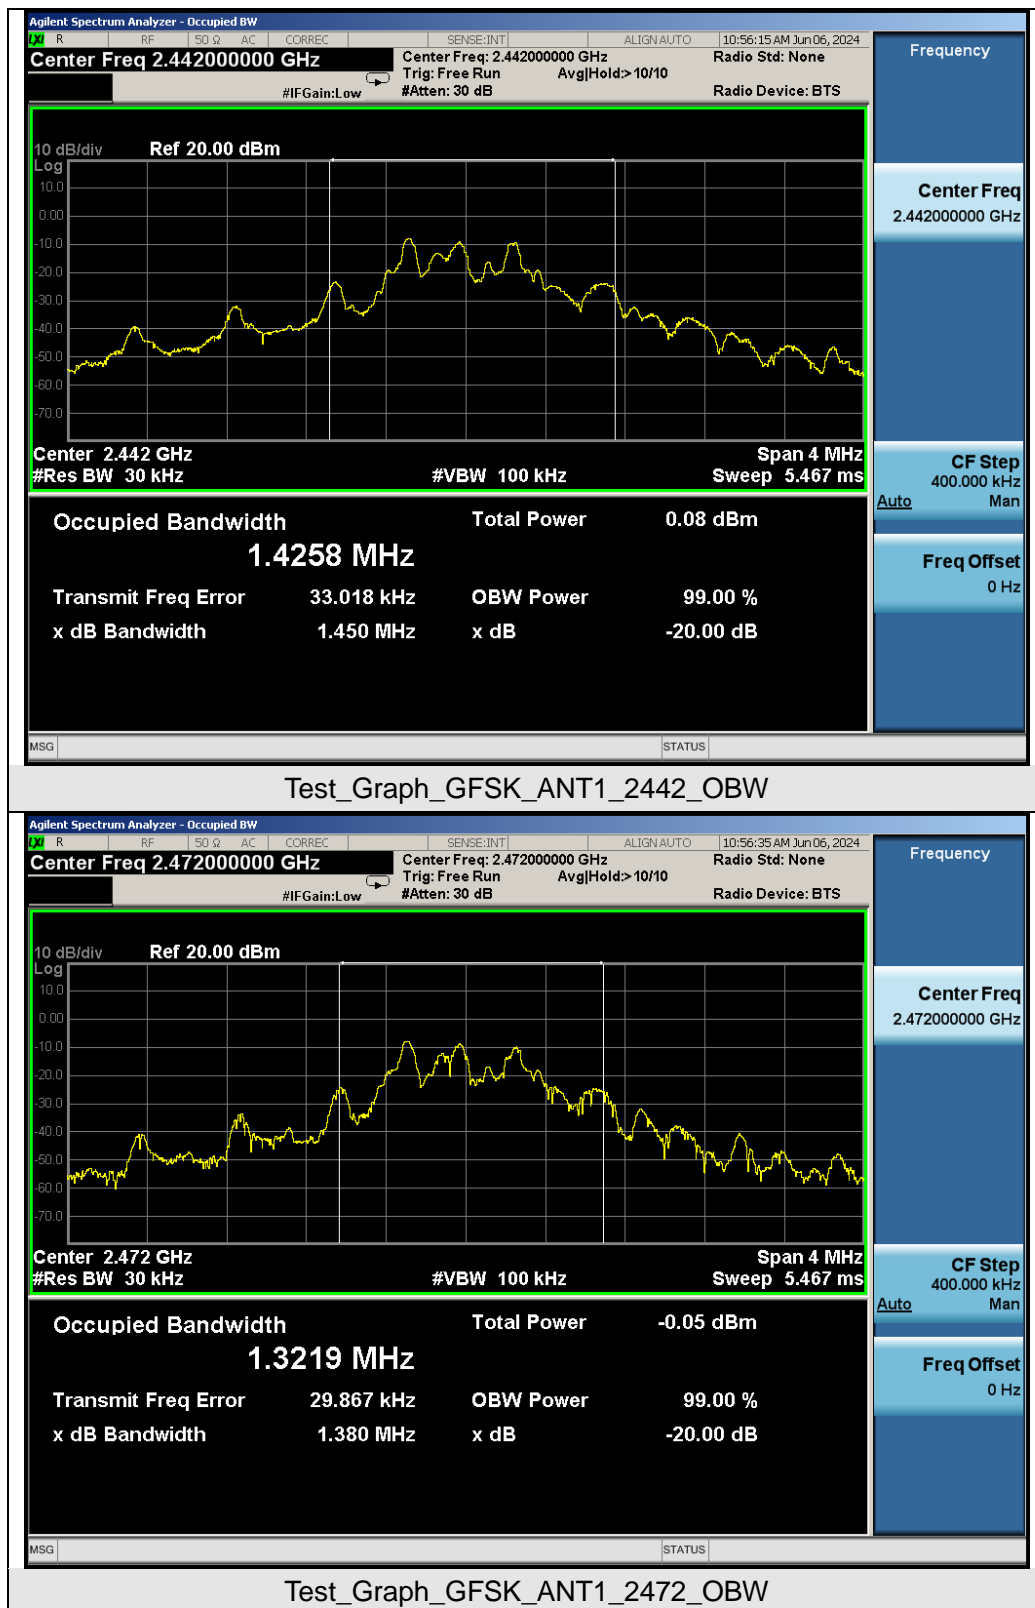 Agilent Spectrum Analyzer - Occupied BW
LXI R RF 50 Ω AC CORREC SENSE:INT ALIGN AUTO 10:56:15 AM Jun 06, 2024
Center Freq 2.442000000 GHz
Center Freq: 2.442000000 GHz Radio Std: None
Trig: Free Run Avg|Hold:>10/10
#IFGain:Low #Atten: 30 dB Radio Device: BTS
Frequency
10 dB/div Ref 20.00 dBm
Log
10.0
0.00
-10.0
-20.0
-30.0
-40.0
-50.0
-60.0
-70.0
Center 2.442 GHz Span 4 MHz
#Res BW 30 kHz #VBW 100 kHz Sweep 5.467 ms
Center Freq
2.442000000 GHz
CF Step
400.000 kHz
Auto Man
Freq Offset
0 Hz
Occupied Bandwidth Total Power 0.08 dBm
1.4258 MHz
Transmit Freq Error 33.018 kHz OBW Power 99.00 %
x dB Bandwidth 1.450 MHz x dB -20.00 dB
MSG STATUS
Test_Graph_GFSK_ANT1_2442_OBW
Agilent Spectrum Analyzer - Occupied BW
LXI R RF 50 Ω AC CORREC SENSE:INT ALIGN AUTO 10:56:35 AM Jun 06, 2024
Center Freq 2.472000000 GHz
Center Freq: 2.472000000 GHz Radio Std: None
Trig: Free Run Avg|Hold:>10/10
#IFGain:Low #Atten: 30 dB Radio Device: BTS
Frequency
10 dB/div Ref 20.00 dBm
Log
10.0
0.00
-10.0
-20.0
-30.0
-40.0
-50.0
-60.0
-70.0
Center 2.472 GHz Span 4 MHz
#Res BW 30 kHz #VBW 100 kHz Sweep 5.467 ms
Center Freq
2.472000000 GHz
CF Step
400.000 kHz
Auto Man
Freq Offset
0 Hz
Occupied Bandwidth Total Power -0.05 dBm
1.3219 MHz
Transmit Freq Error 29.867 kHz OBW Power 99.00 %
x dB Bandwidth 1.380 MHz x dB -20.00 dB
MSG STATUS
Test_Graph_GFSK_ANT1_2472_OBW